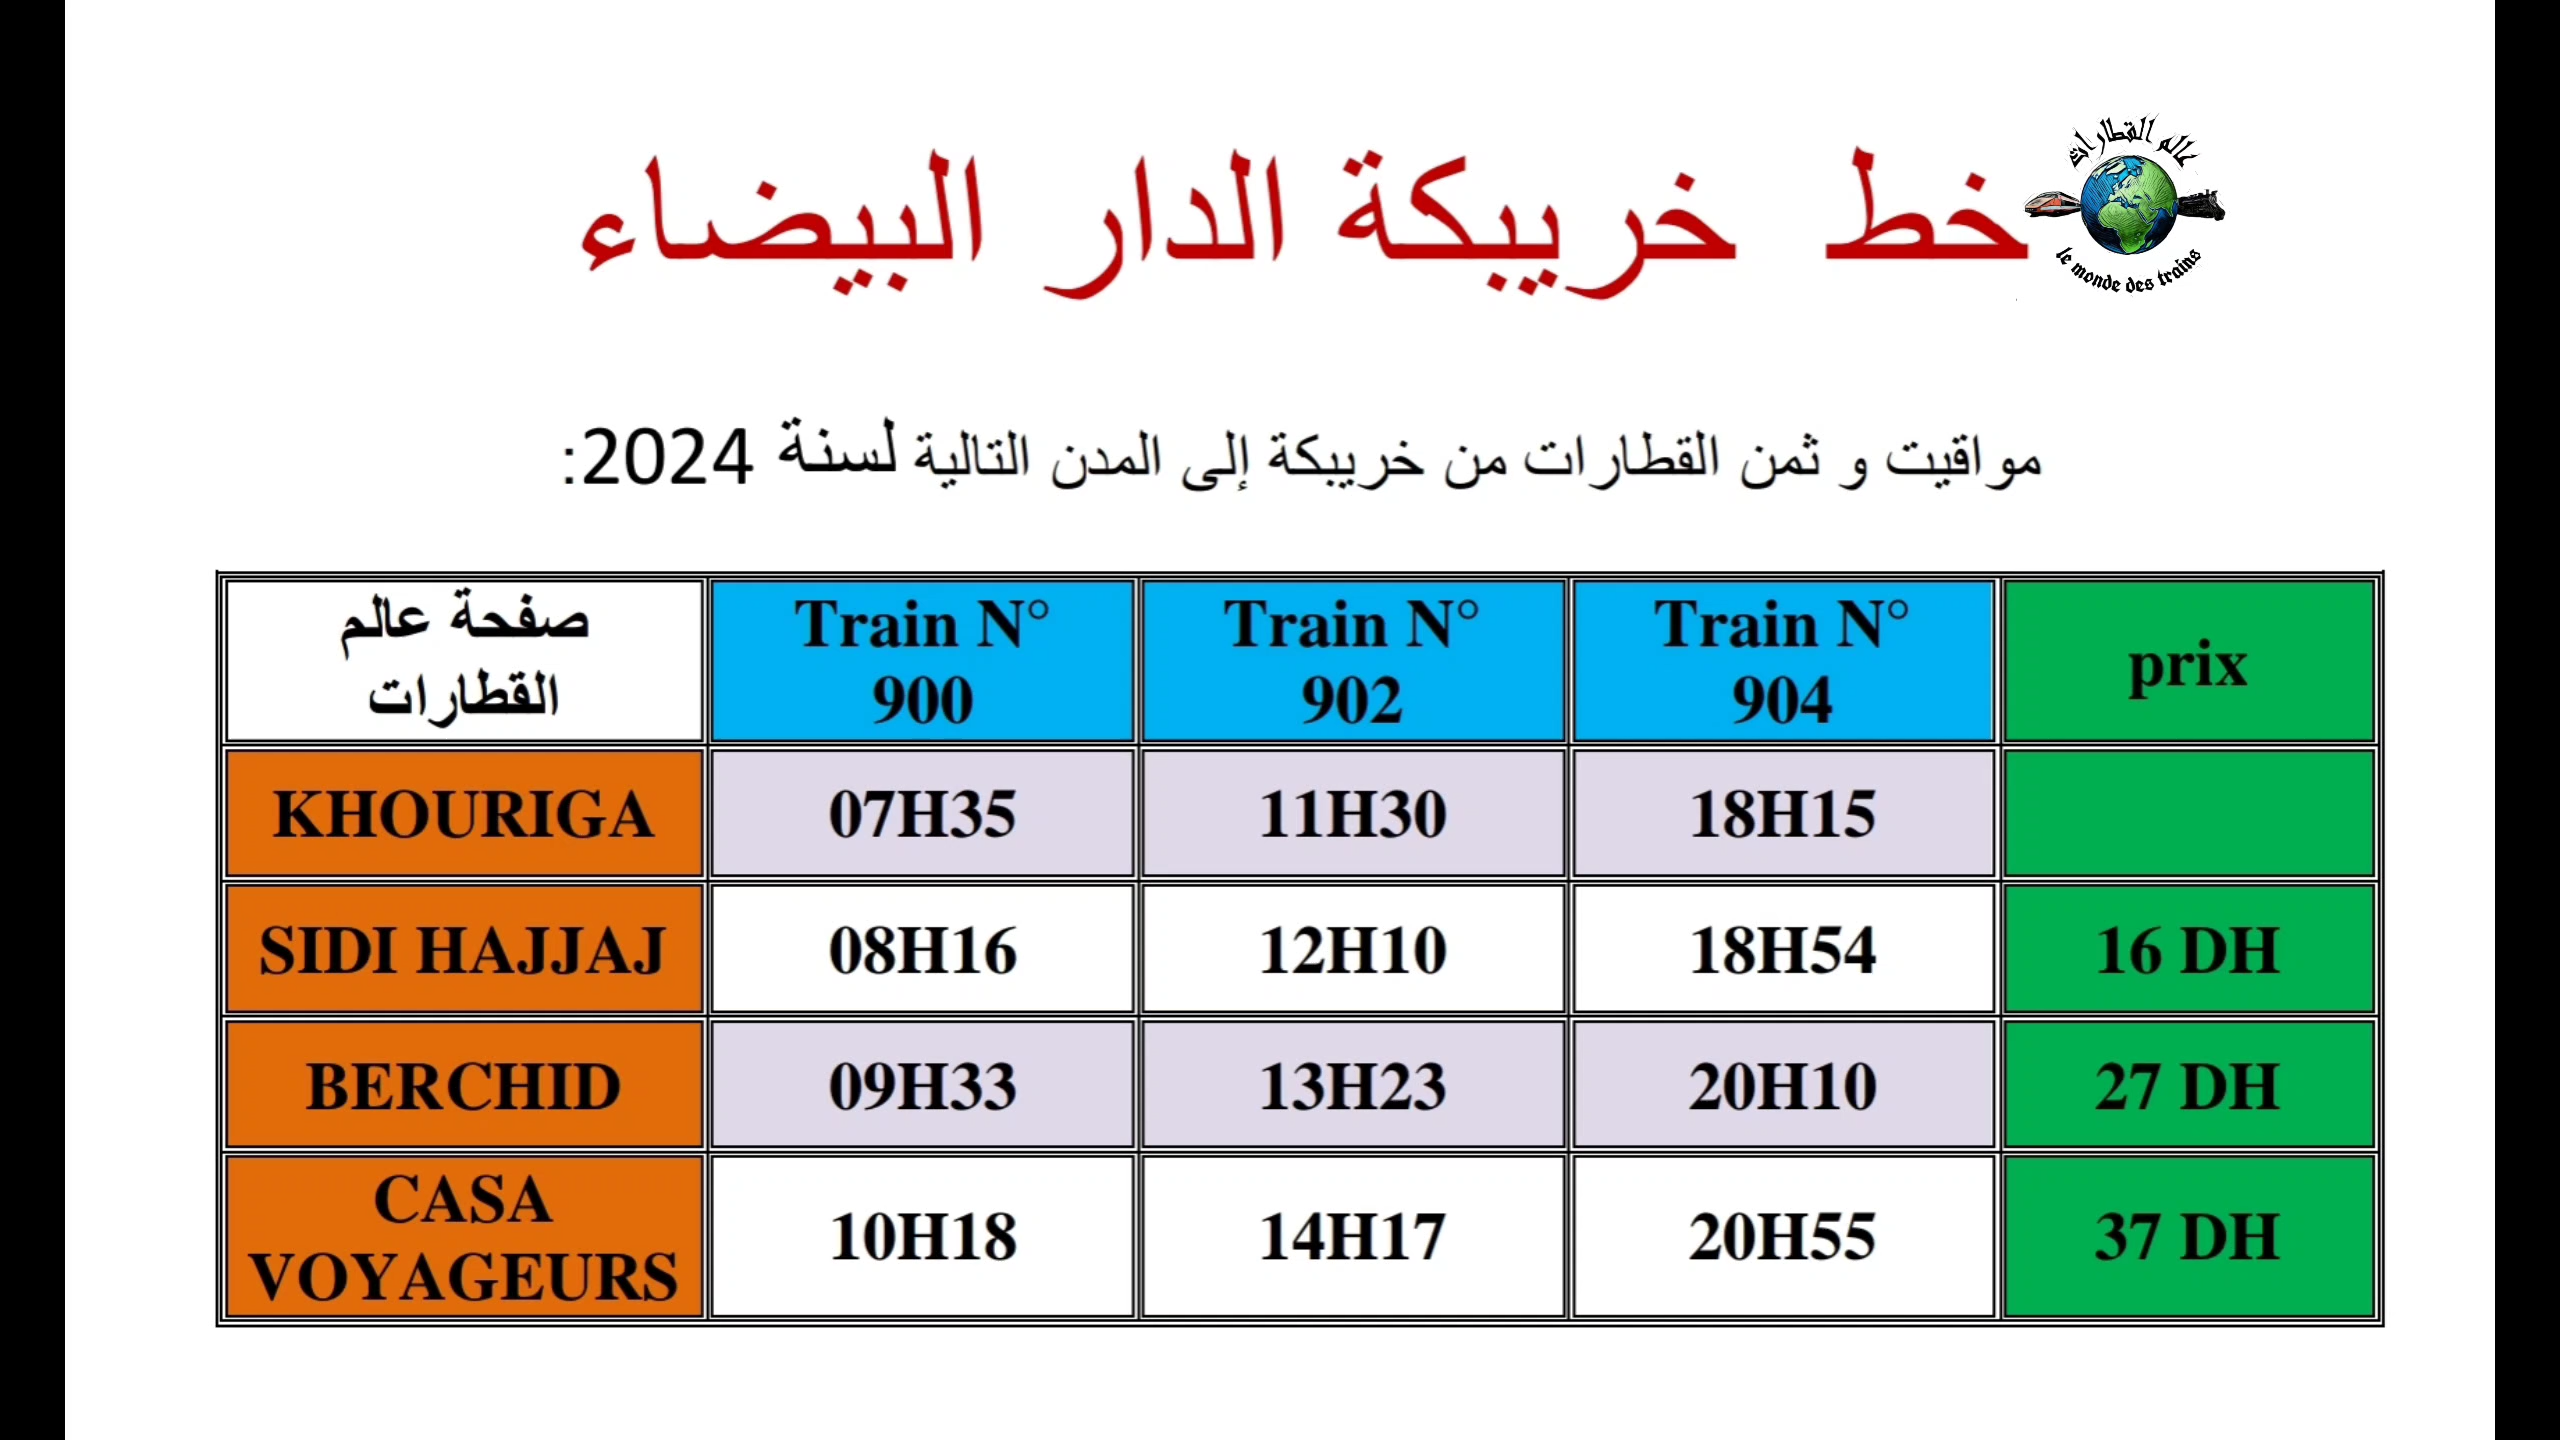 خط خريبكة الدار البيضاء
عالم القطارات
le monde des trains
مواقيت و ثمن القطارات من خريبكة إلى المدن التالية لسنة 2024:
صفحة عالم
القطارات
Train N°
900
Train N°
902
Train N°
904
prix
KHOURIGA
07H35
11H30
18H15
SIDI HAJJAJ
08H16
12H10
18H54
16 DH
BERCHID
09H33
13H23
20H10
27 DH
CASA
VOYAGEURS
10H18
14H17
20H55
37 DH